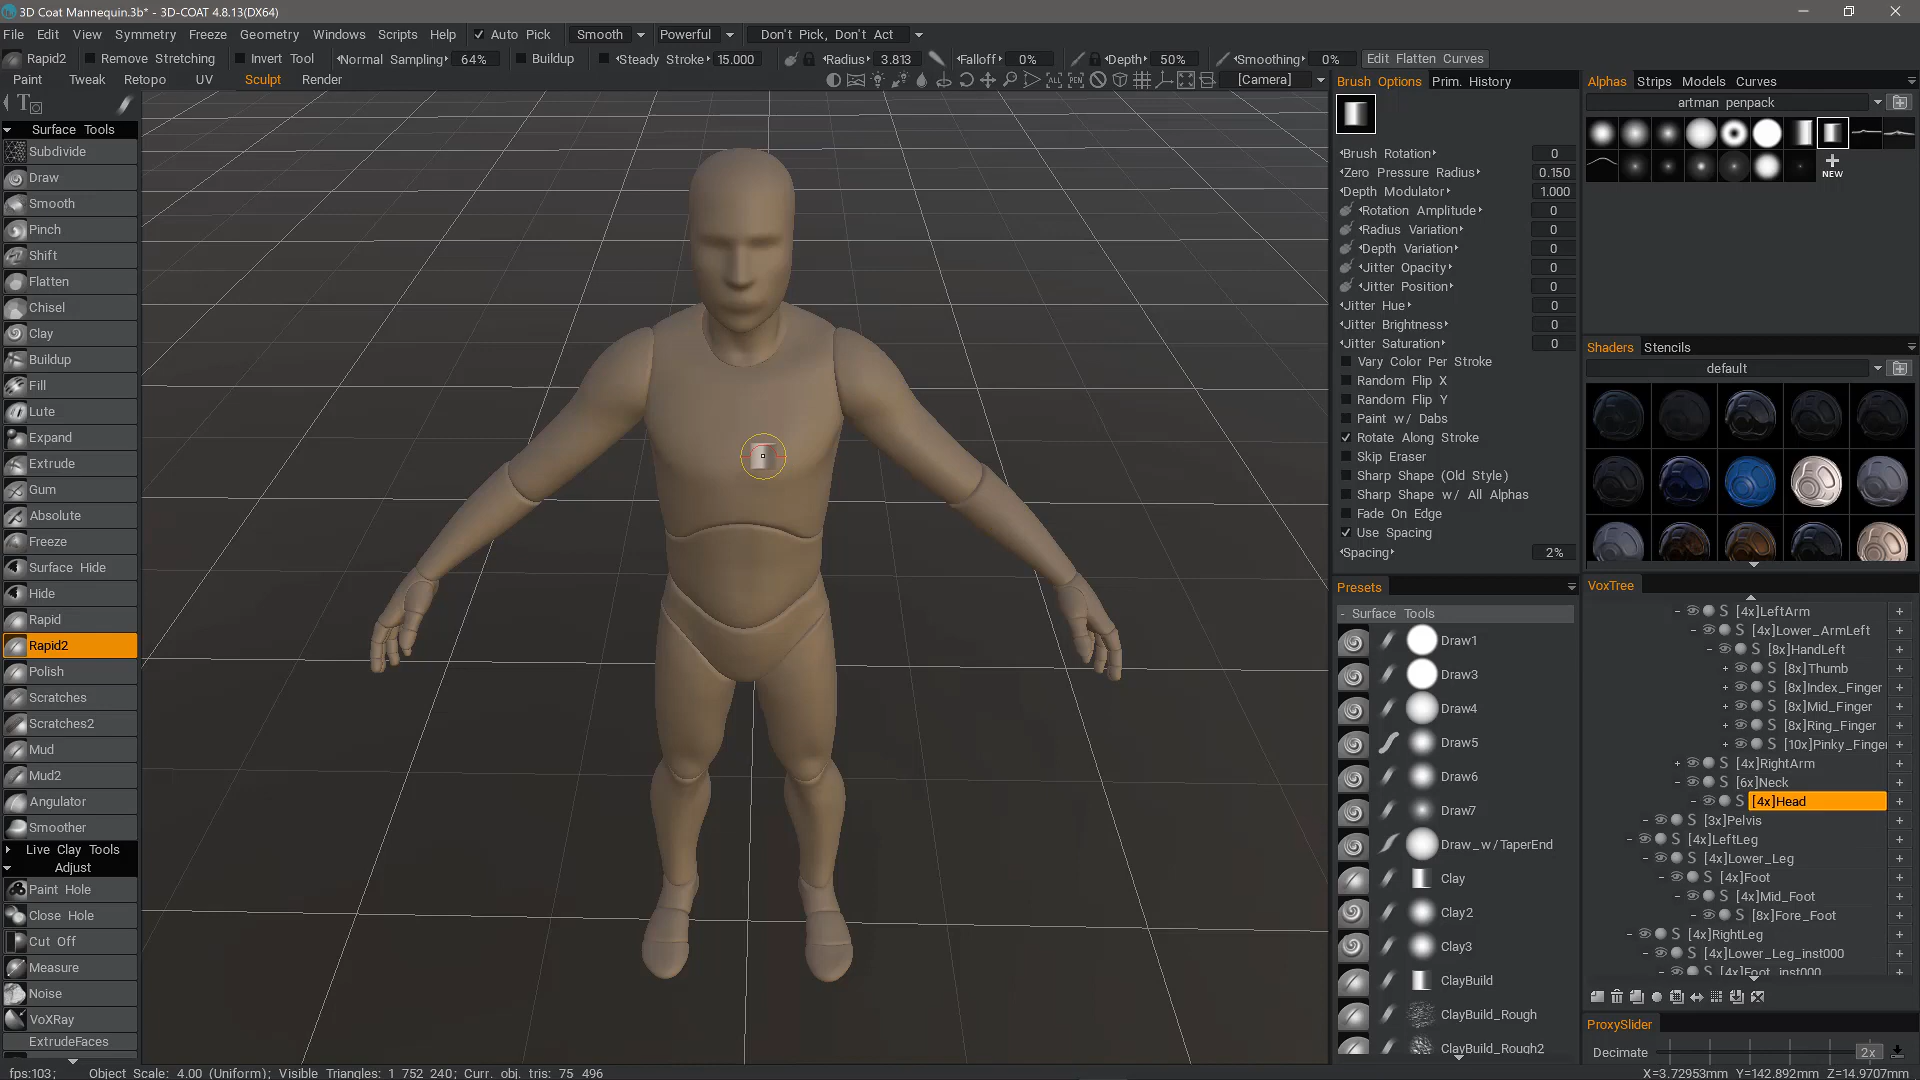 3D Coat Mannequin.3b* - 3D-COAT 4.8.13(DX64)
File Edit View Symmetry Freeze Geometry Windows Scripts Help Auto Pick Smooth Powerful Don't Pick, Don't Act
Rapid2 Remove Stretching Invert Tool Normal Sampling 64% Buildup Steady Stroke 15.000 Radius 3.813 Falloff 0% Depth 50% Smoothing 0% Edit Flatten Curves
Paint Tweak Retopo UV Sculpt Render [Camera]
Surface Tools
Subdivide
Draw
Smooth
Pinch
Shift
Flatten
Chisel
Clay
Buildup
Fill
Lute
Expand
Extrude
Gum
Absolute
Freeze
Surface Hide
Hide
Rapid
Rapid2
Polish
Scratches
Scratches2
Mud
Mud2
Angulator
Smoother
Live Clay Tools
Adjust
Paint Hole
Close Hole
Cut Off
Measure
Noise
VoXRay
ExtrudeFaces
Brush Options Prim. History
Brush Rotation 0
Zero Pressure Radius 0.150
Depth Modulator 1.000
Rotation Amplitude 0
Radius Variation 0
Depth Variation 0
Jitter Opacity 0
Jitter Position 0
Jitter Hue 0
Jitter Brightness 0
Jitter Saturation 0
Vary Color Per Stroke
Random Flip X
Random Flip Y
Paint w/ Dabs
Rotate Along Stroke
Skip Eraser
Sharp Shape (Old Style)
Sharp Shape w/ All Alphas
Fade On Edge
Use Spacing
Spacing 2%
Presets
- Surface Tools
Draw1
Draw3
Draw4
Draw5
Draw6
Draw7
Draw_w/TaperEnd
Clay
Clay2
Clay3
ClayBuild
ClayBuild_Rough
ClayBuild_Rough2
Alphas Strips Models Curves
artman penpack
NEW
Shaders Stencils
default
VoxTree
- S [4x]LeftArm +
- S [4x]Lower_ArmLeft +
- S [8x]HandLeft +
+ S [8x]Thumb +
+ S [8x]Index_Finger +
+ S [8x]Mid_Finger +
+ S [8x]Ring_Finger +
+ S [10x]Pinky_Finger +
+ S [4x]RightArm +
- S [6x]Neck +
- S [4x]Head +
- S [3x]Pelvis +
- S [4x]LeftLeg +
- S [4x]Lower_Leg +
- S [4x]Foot +
- S [4x]Mid_Foot +
- S [8x]Fore_Foot +
- S [4x]RightLeg +
- S [4x]Lower_Leg_inst000 +
- S [4x]Foot_inst000
ProxySlider
Decimate 2x
fps:103; Object Scale: 4.00 (Uniform); Visible Triangles: 1 752 240; Curr. obj. tris: 75 496 X=3.72953mm Y=142.892mm Z=14.9707mm